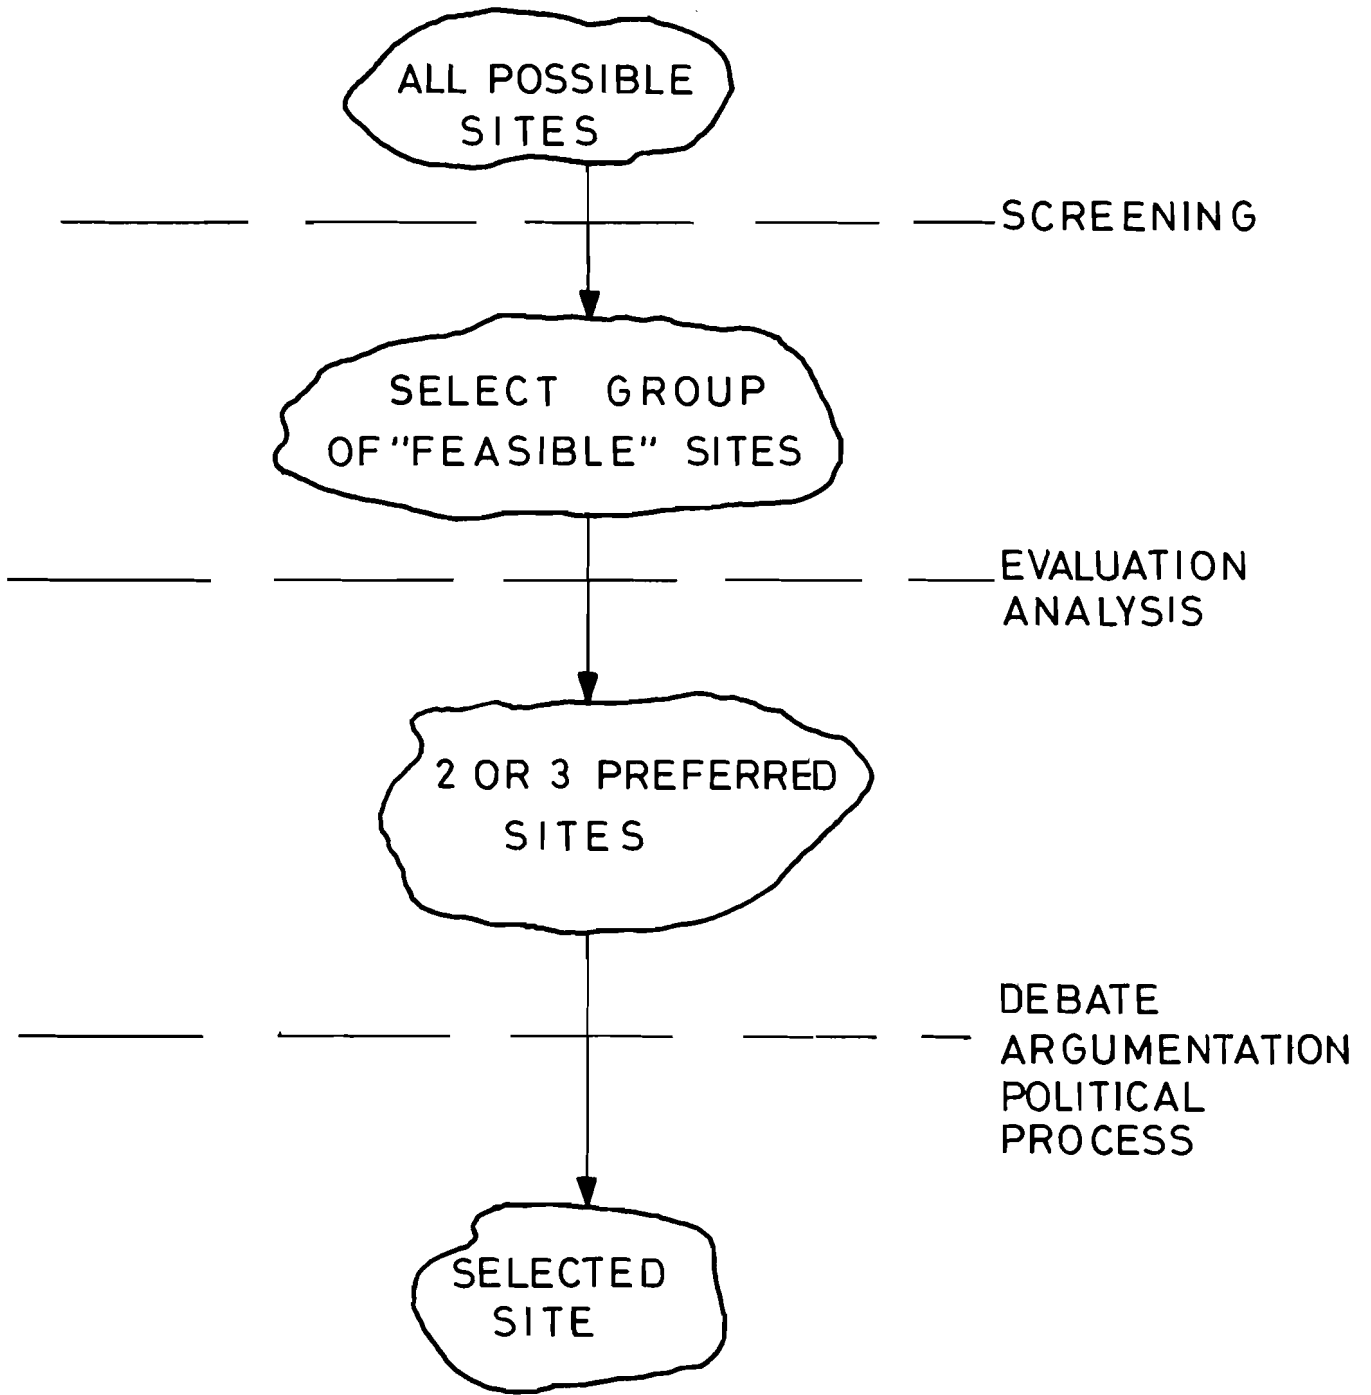 ALL POSSIBLE
SITES
SCREENING
SELECT GROUP
OF "FEASIBLE" SITES
EVALUATION
ANALYSIS
2 OR 3 PREFERRED
SITES
DEBATE
ARGUMENTATION
POLITICAL
PROCESS
SELECTED
SITE